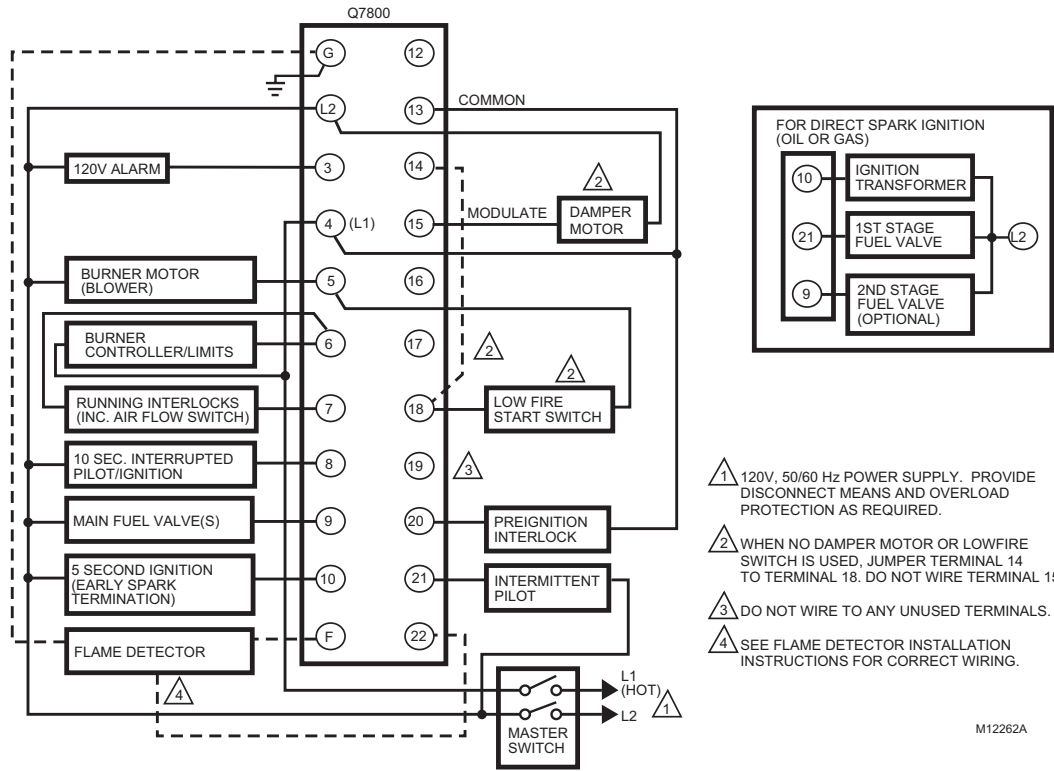 Q7800
G
12
L2
13
COMMON
120V ALARM
3
14
2
4
(L1)
15
MODULATE
DAMPER
MOTOR
BURNER MOTOR
(BLOWER)
5
16
BURNER
CONTROLLER/LIMITS
6
17
2
2
RUNNING INTERLOCKS
(INC. AIR FLOW SWITCH)
7
18
LOW FIRE
START SWITCH
10 SEC. INTERRUPTED
PILOT/IGNITION
8
19
3
MAIN FUEL VALVE(S)
9
20
PREIGNITION
INTERLOCK
5 SECOND IGNITION
(EARLY SPARK
TERMINATION)
10
21
INTERMITTENT
PILOT
FLAME DETECTOR
F
22
4
L1
(HOT)
L2
1
MASTER
SWITCH
FOR DIRECT SPARK IGNITION
(OIL OR GAS)
10
IGNITION
TRANSFORMER
21
1ST STAGE
FUEL VALVE
L2
9
2ND STAGE
FUEL VALVE
(OPTIONAL)
1 120V, 50/60 Hz POWER SUPPLY. PROVIDE
DISCONNECT MEANS AND OVERLOAD
PROTECTION AS REQUIRED.
2 WHEN NO DAMPER MOTOR OR LOWFIRE
SWITCH IS USED, JUMPER TERMINAL 14
TO TERMINAL 18. DO NOT WIRE TERMINAL 15
3 DO NOT WIRE TO ANY UNUSED TERMINALS.
4 SEE FLAME DETECTOR INSTALLATION
INSTRUCTIONS FOR CORRECT WIRING.
M12262A